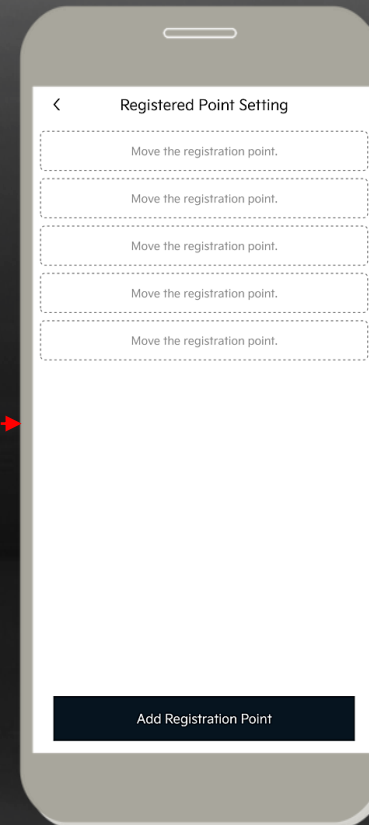 Registered Point Setting
Move the registration point.
Move the registration point.
Move the registration point.
Move the registration point.
Move the registration point.
Add Registration Point